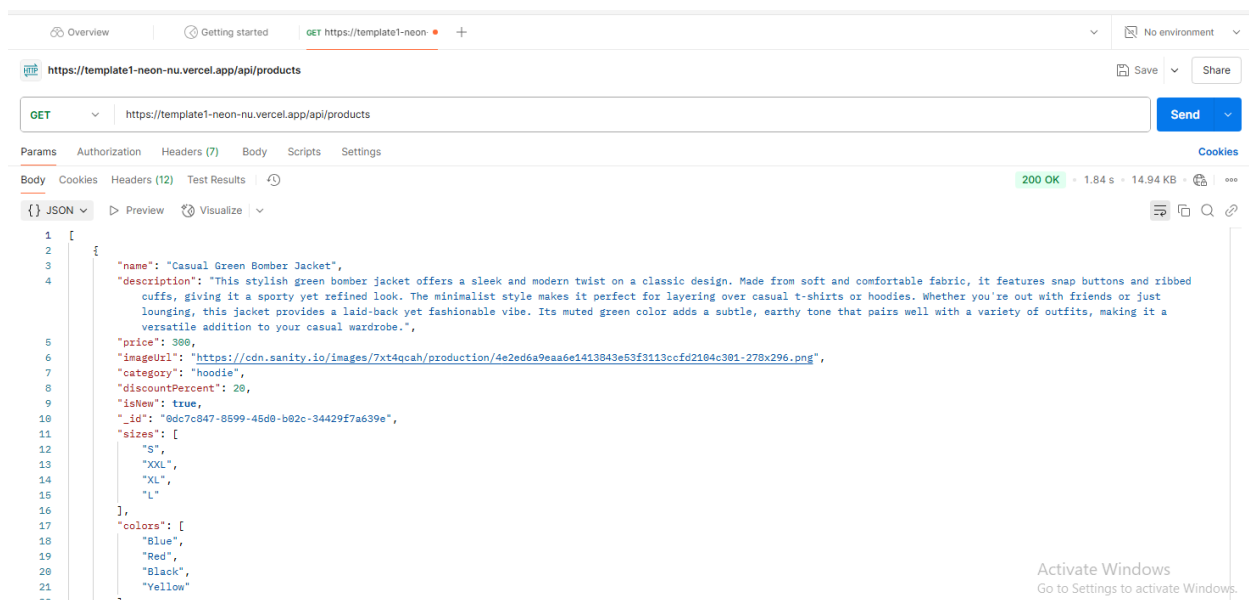 Overview
Getting started
GET https://template1-neon-
No environment
HTTP https://template1-neon-nu.vercel.app/api/products
Save
Share
GET
https://template1-neon-nu.vercel.app/api/products
Send
Params Authorization Headers (7) Body Scripts Settings
Cookies
Body Cookies Headers (12) Test Results
200 OK • 1.84 s • 14.94 KB
{} JSON Preview Visualize
1 [
2 {
3 "name": "Casual Green Bomber Jacket",
4 "description": "This stylish green bomber jacket offers a sleek and modern twist on a classic design. Made from soft and comfortable fabric, it features snap buttons and ribbed
cuffs, giving it a sporty yet refined look. The minimalist style makes it perfect for layering over casual t-shirts or hoodies. Whether you're out with friends or just
lounging, this jacket provides a laid-back yet fashionable vibe. Its muted green color adds a subtle, earthy tone that pairs well with a variety of outfits, making it a
versatile addition to your casual wardrobe.",
5 "price": 300,
6 "imageUrl": "https://cdn.sanity.io/images/7xt4qcah/production/4e2ed6a9eaa6e1413843e53f3113ccfd2104c301-278x296.png",
7 "category": "hoodie",
8 "discountPercent": 20,
9 "isNew": true,
10 "_id": "0dc7c847-8599-45d0-b02c-34429f7a639e",
11 "sizes": [
12 "S",
13 "XXL",
14 "XL",
15 "L"
16 ],
17 "colors": [
18 "Blue",
19 "Red",
20 "Black",
21 "Yellow"
Activate Windows
Go to Settings to activate Windows.